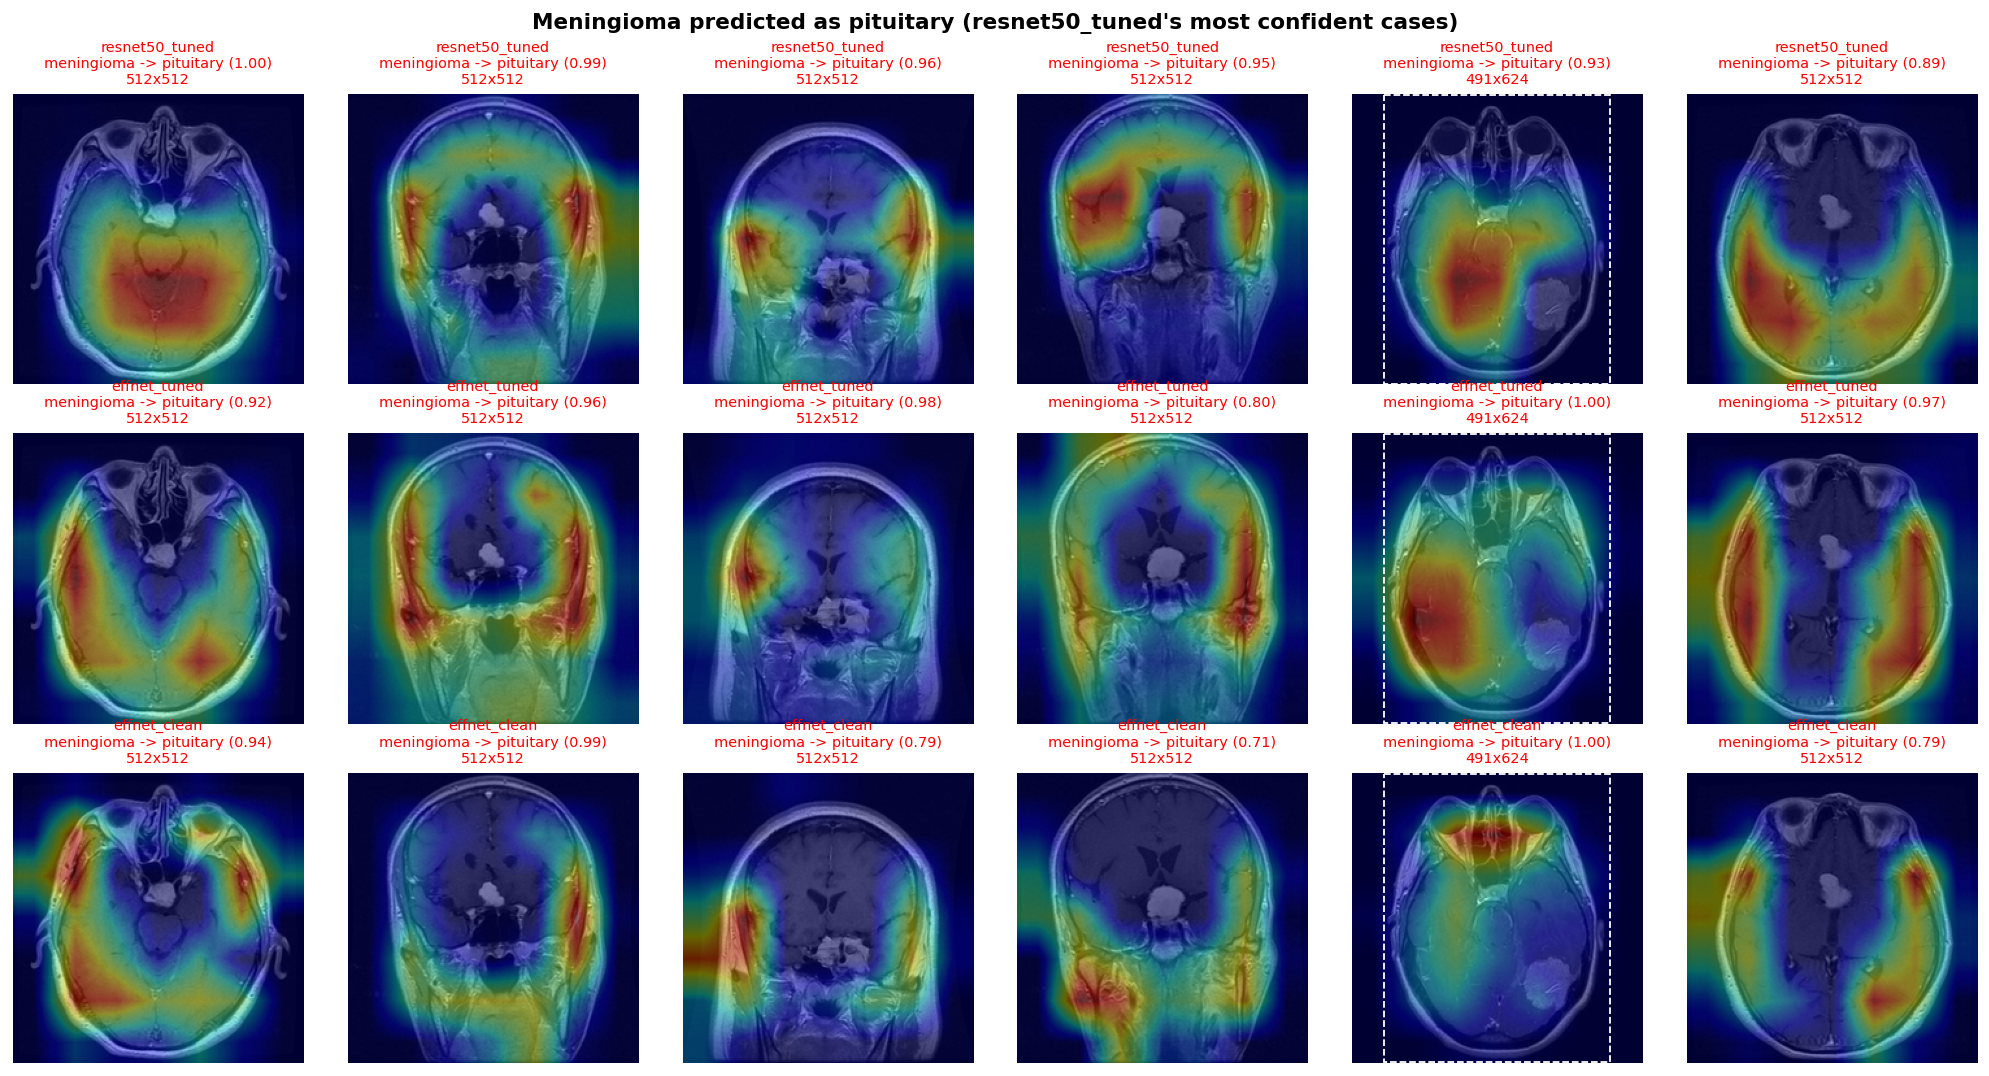 Meningioma predicted as pituitary (resnet50_tuned's most confident cases)
resnet50_tuned
meningioma -> pituitary (1.00)
512x512
resnet50_tuned
meningioma -> pituitary (0.99)
512x512
resnet50_tuned
meningioma -> pituitary (0.96)
512x512
resnet50_tuned
meningioma -> pituitary (0.95)
512x512
resnet50_tuned
meningioma -> pituitary (0.93)
491x624
resnet50_tuned
meningioma -> pituitary (0.89)
512x512
effnet_tuned
meningioma -> pituitary (0.92)
512x512
effnet_tuned
meningioma -> pituitary (0.96)
512x512
effnet_tuned
meningioma -> pituitary (0.98)
512x512
effnet_tuned
meningioma -> pituitary (0.80)
512x512
effnet_tuned
meningioma -> pituitary (1.00)
491x624
effnet_tuned
meningioma -> pituitary (0.97)
512x512
effnet_clean
meningioma -> pituitary (0.94)
512x512
effnet_clean
meningioma -> pituitary (0.99)
512x512
effnet_clean
meningioma -> pituitary (0.79)
512x512
effnet_clean
meningioma -> pituitary (0.71)
512x512
effnet_clean
meningioma -> pituitary (1.00)
491x624
effnet_clean
meningioma -> pituitary (0.79)
512x512